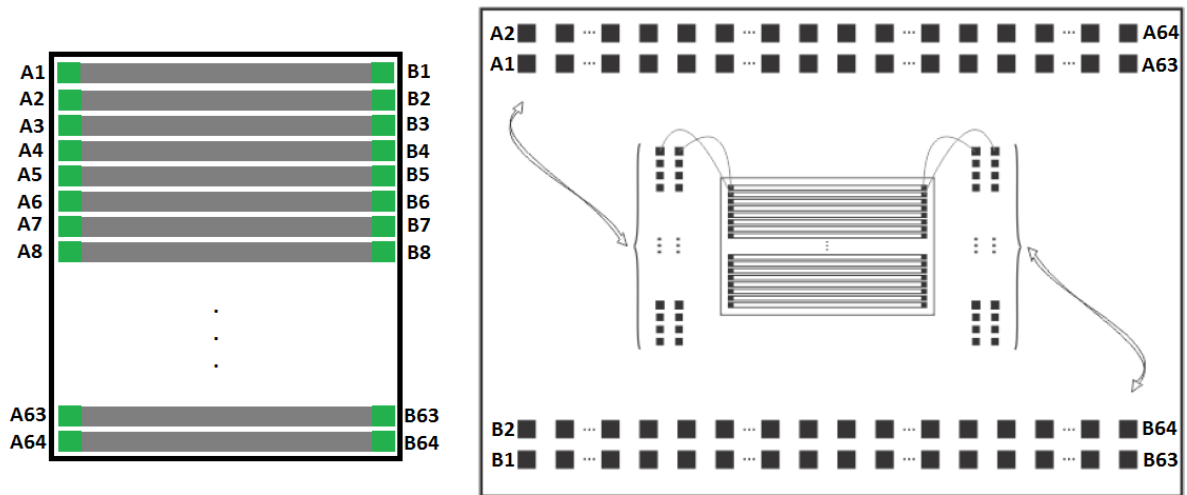 A1 B1
A2 B2
A3 B3
A4 B4
A5 B5
A6 B6
A7 B7
A8 B8
A63 B63
A64 B64
A2 A64
A1 A63
B2 B64
B1 B63